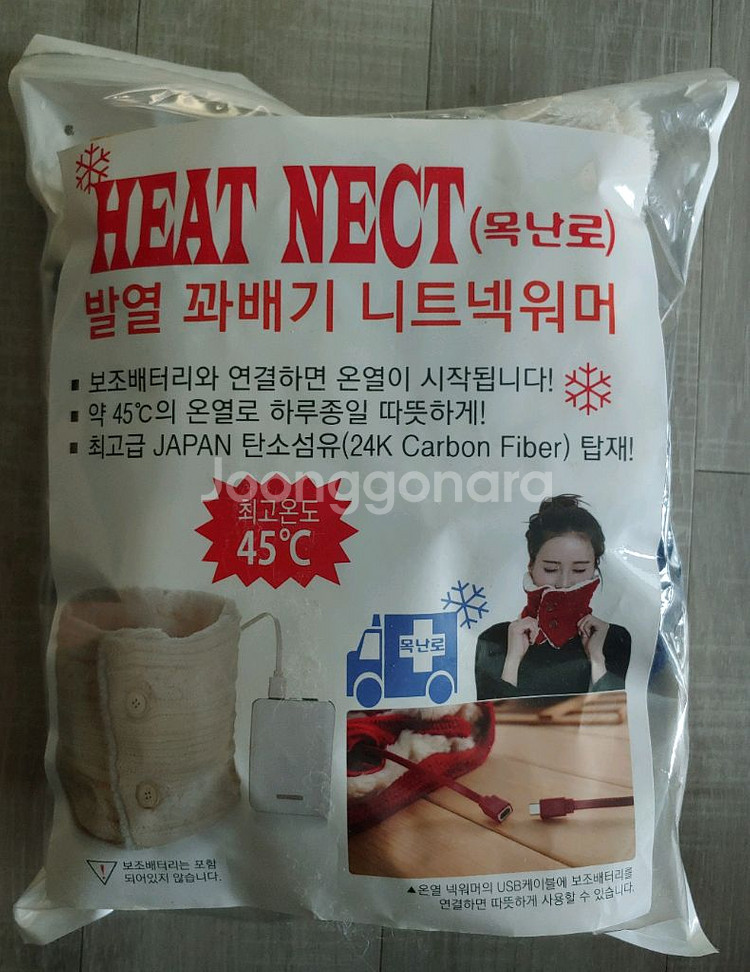 HEAT NECT(목난로)
발열 꽈배기 니트넥워머
■ 보조배터리와 연결하면 온열이 시작됩니다!
■ 약 45℃의 온열로 하루종일 따뜻하게!
■ 최고급 JAPAN 탄소섬유(24K Carbon Fiber) 탑재!
Joonggonara
최고온도
45℃
목난로
! 보조배터리는 포함
되어있지 않습니다.
▲온열 넥워머의 USB케이블에 보조배터리를
연결하면 따뜻하게 사용할 수 있습니다.